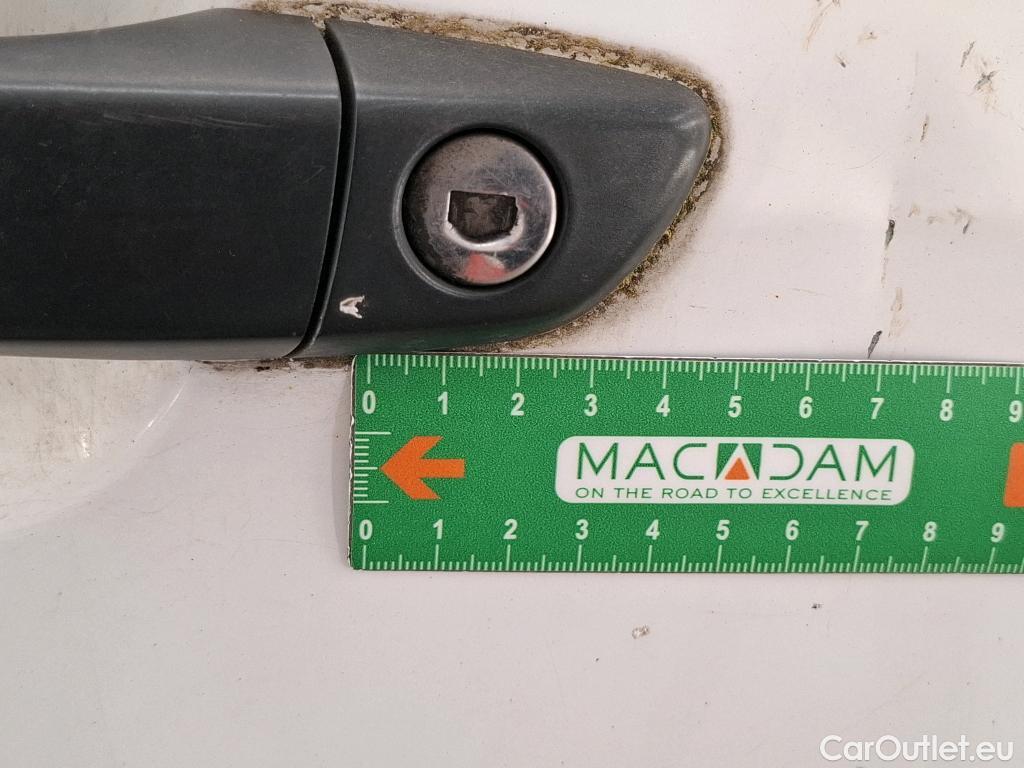 0 1 2 3 4 5 6 7 8 9
MACADAM
ON THE ROAD TO EXCELLENCE
0 1 2 3 4 5 6 7 8 9
CarOutlet.eu